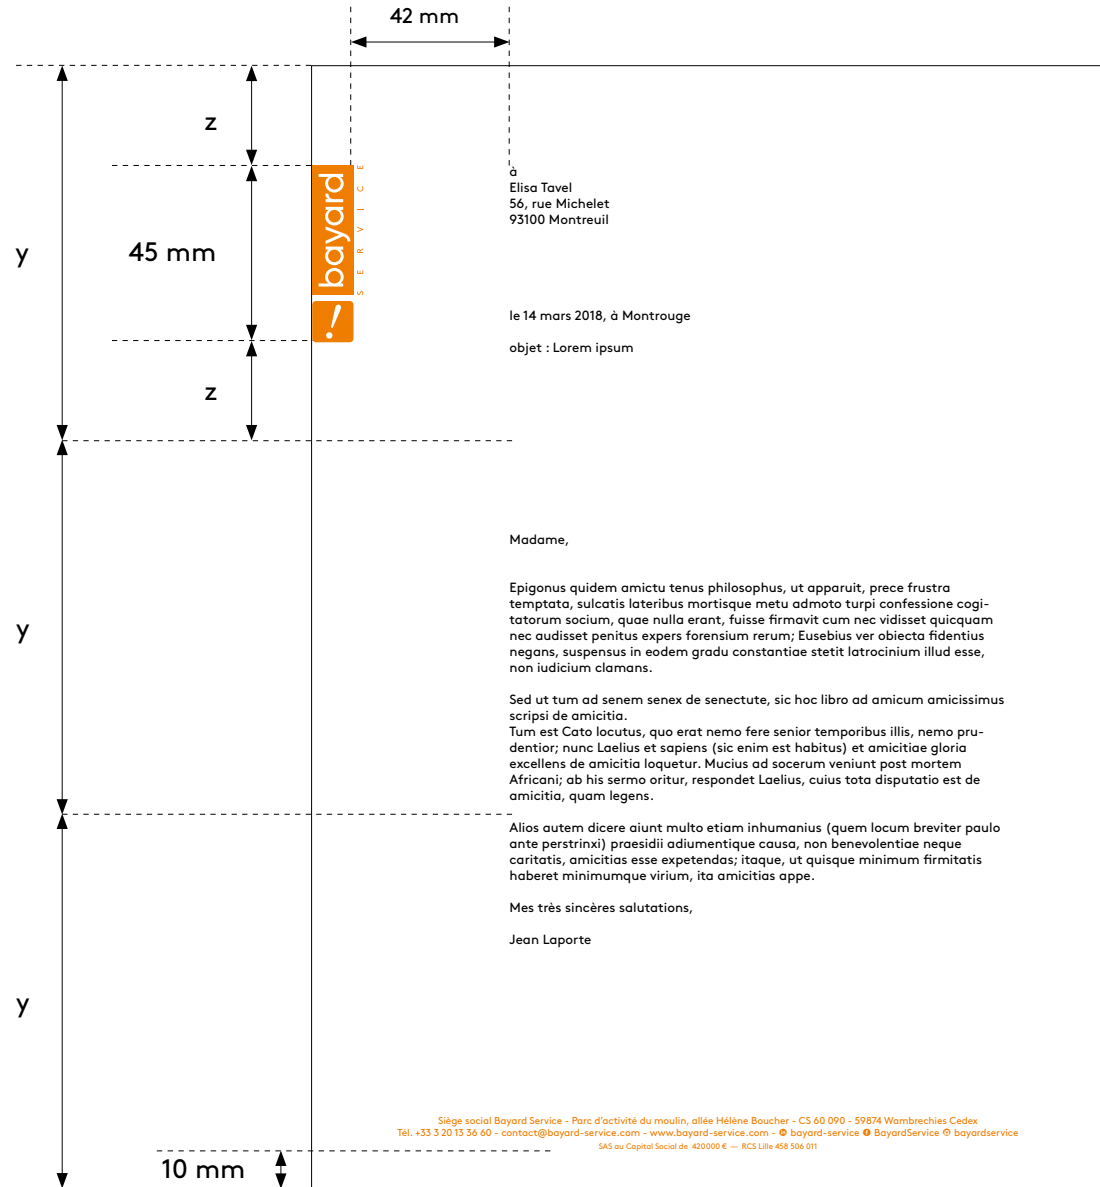 42 mm
z
y
45 mm
bayard
SERVICE
!
z
à
Elisa Tavel
56, rue Michelet
93100 Montreuil
le 14 mars 2018, à Montrouge
objet : Lorem ipsum
y
Madame,
Epigonus quidem amictu tenus philosophus, ut apparuit, prece frustra
temptata, sulcatis lateribus mortisque metu admoto turpi confessione cogi-
tatorum socium, quae nulla erant, fuisse firmavit cum nec vidisset quicquam
nec audisset penitus expers forensium rerum; Eusebius ver obiecta fidentius
negans, suspensus in eodem gradu constantiae stetit latrocinium illud esse,
non iudicium clamans.
Sed ut tum ad senem senex de senectute, sic hoc libro ad amicum amicissimus
scripsi de amicitia.
Tum est Cato locutus, quo erat nemo fere senior temporibus illis, nemo pru-
dentior; nunc Laelius et sapiens (sic enim est habitus) et amicitiae gloria
excellens de amicitia loquetur. Mucius ad socerum veniunt post mortem
Africani; ab his sermo oritur, respondet Laelius, cuius tota disputatio est de
amicitia, quam legens.
Alios autem dicere aiunt multo etiam inhumanius (quem locum breviter paulo
ante perstrinxi) praesidii adiumentique causa, non benevolentiae neque
caritatis, amicitias esse expetendas; itaque, ut quisque minimum firmitatis
haberet minimumque virium, ita amicitias appe.
Mes très sincères salutations,
Jean Laporte
y
Siège social Bayard Service - Parc d'activité du moulin, allée Hélène Boucher - CS 60 090 - 59874 Wambrechies Cedex
Tél. +33 3 20 13 36 60 - contact@bayard-service.com - www.bayard-service.com - bayard-service BayardService bayardservice
SAS au Capital Social de 420000 € — RCS Lille 458 506 011
10 mm